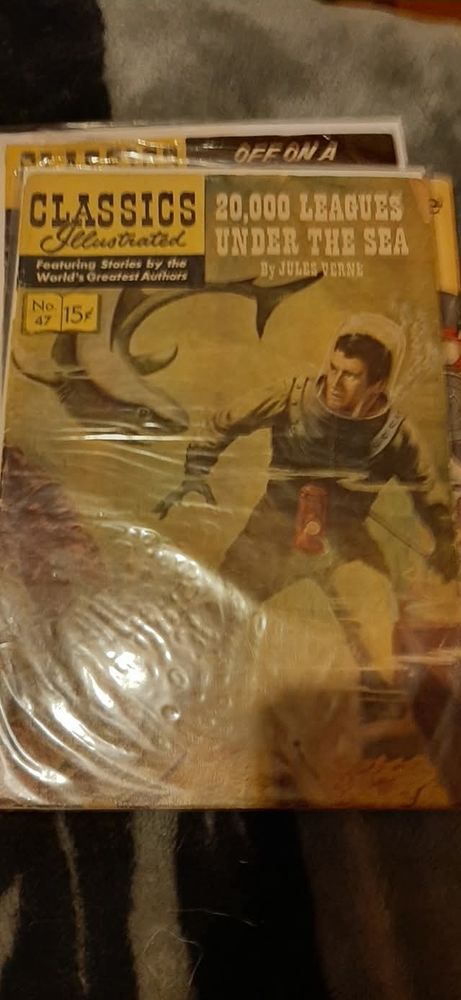 OFF ON A
CLASSICS
Illustrated
Featuring Stories by the
World's Greatest Authors
No.
47
15¢
20,000 LEAGUES
UNDER THE SEA
By JULES VERNE